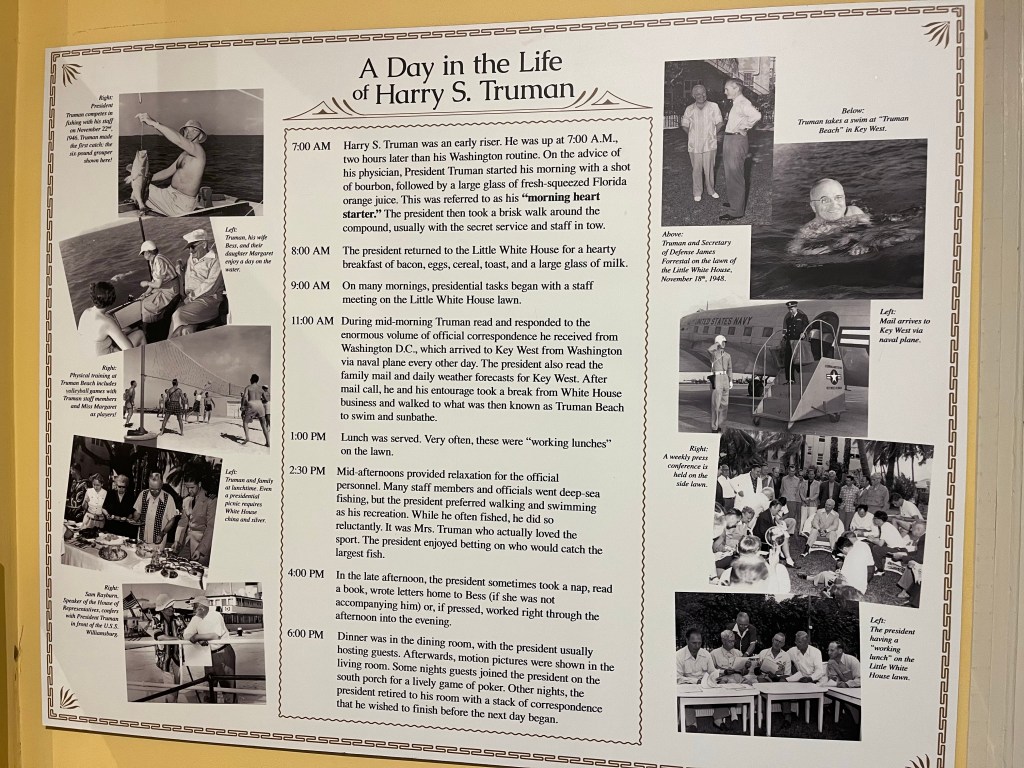 A Day in the Life
of Harry S. Truman
Right:
President
Truman competes in
fishing with his staff
on November 22nd,
1946. Truman made
the first catch: the
six pound grouper
shown here!
Left:
Truman, his wife
Bess, and their
daughter Margaret
enjoy a day on the
water.
Right:
Physical training at
Truman Beach includes
volleyball games with
Truman staff members
and Miss Margaret
as players!
Left:
Truman and family
at lunchtime. Even
a presidential
picnic requires
White House
china and silver.
Right:
Sam Rayburn,
Speaker of the House of
Representatives, confers
with President Truman
in front of the U.S.S.
Williamsburg.
7:00 AM Harry S. Truman was an early riser. He was up at 7:00 A.M.,
two hours later than his Washington routine. On the advice of
his physician, President Truman started his morning with a shot
of bourbon, followed by a large glass of fresh-squeezed Florida
orange juice. This was referred to as his “morning heart
starter.” The president then took a brisk walk around the
compound, usually with the secret service and staff in tow.
8:00 AM The president returned to the Little White House for a hearty
breakfast of bacon, eggs, cereal, toast, and a large glass of milk.
9:00 AM On many mornings, presidential tasks began with a staff
meeting on the Little White House lawn.
11:00 AM During mid-morning Truman read and responded to the
enormous volume of official correspondence he received from
Washington D.C., which arrived to Key West from Washington
via naval plane every other day. The president also read the
family mail and daily weather forecasts for Key West. After
mail call, he and his entourage took a break from White House
business and walked to what was then known as Truman Beach
to swim and sunbathe.
1:00 PM Lunch was served. Very often, these were “working lunches”
on the lawn.
2:30 PM Mid-afternoons provided relaxation for the official
personnel. Many staff members and officials went deep-sea
fishing, but the president preferred walking and swimming
as his recreation. While he often fished, he did so
reluctantly. It was Mrs. Truman who actually loved the
sport. The president enjoyed betting on who would catch the
largest fish.
4:00 PM In the late afternoon, the president sometimes took a nap, read
a book, wrote letters home to Bess (if she was not
accompanying him) or, if pressed, worked right through the
afternoon into the evening.
6:00 PM Dinner was in the dining room, with the president usually
hosting guests. Afterwards, motion pictures were shown in the
living room. Some nights guests joined the president on the
south porch for a lively game of poker. Other nights, the
president retired to his room with a stack of correspondence
that he wished to finish before the next day began.
Below:
Truman takes a swim at “Truman
Beach” in Key West.
Above:
Truman and Secretary
of Defense James
Forrestal on the lawn of
the Little White House,
November 18th, 1948.
UNITED STATES NAVY
Left:
Mail arrives to
Key West via
naval plane.
Right:
A weekly press
conference is
held on the
side lawn.
Left:
The president
having a
“working
lunch” on the
Little White
House lawn.